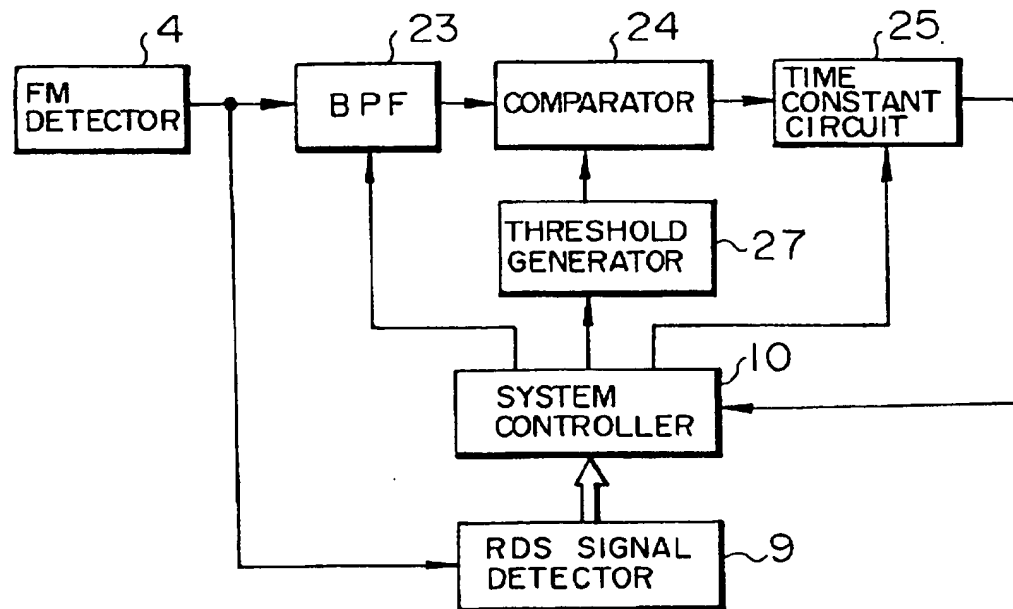 4
23
24
25
FM
DETECTOR
BPF
COMPARATOR
TIME
CONSTANT
CIRCUIT
THRESHOLD
GENERATOR
27
10
SYSTEM
CONTROLLER
RDS SIGNAL
DETECTOR
9